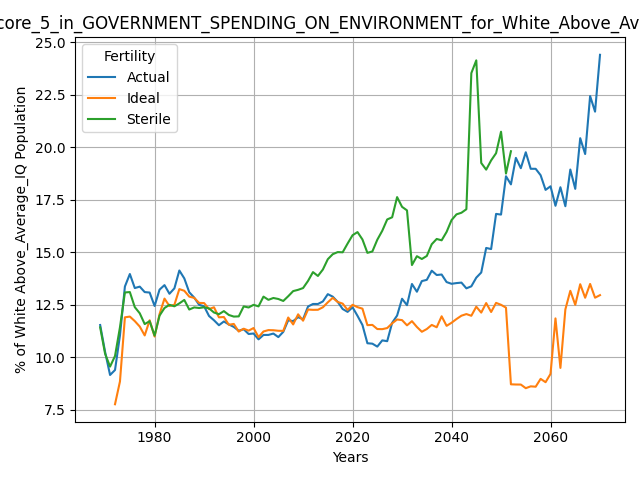 core_5_in_GOVERNMENT_SPENDING_ON_ENVIRONMENT_for_White_Above_Av
25.0
22.5
20.0
17.5
15.0
12.5
10.0
7.5
% of White Above_Average_IQ Population
Fertility
Actual
Ideal
Sterile
1980
2000
2020
2040
2060
Years